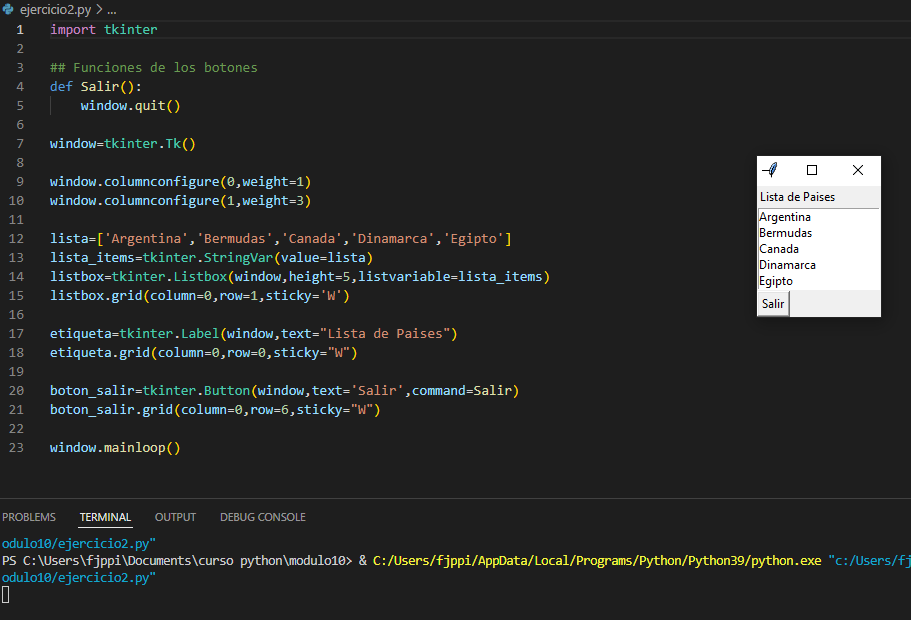 ejercicio2.py > ...
1 import tkinter
2
3 ## Funciones de los botones
4 def Salir():
5     window.quit()
6
7 window=tkinter.Tk()
8
9 window.columnconfigure(0,weight=1)
10 window.columnconfigure(1,weight=3)
11
12 lista=['Argentina','Bermudas','Canada','Dinamarca','Egipto']
13 lista_items=tkinter.StringVar(value=lista)
14 listbox=tkinter.Listbox(window,height=5,listvariable=lista_items)
15 listbox.grid(column=0,row=1,sticky='W')
16
17 etiqueta=tkinter.Label(window,text="Lista de Paises")
18 etiqueta.grid(column=0,row=0,sticky="W")
19
20 boton_salir=tkinter.Button(window,text='Salir',command=Salir)
21 boton_salir.grid(column=0,row=6,sticky="W")
22
23 window.mainloop()
Lista de Paises
Argentina
Bermudas
Canada
Dinamarca
Egipto
Salir
PROBLEMS TERMINAL OUTPUT DEBUG CONSOLE
odulo10/ejercicio2.py"
PS C:\Users\fjppi\Documents\curso python\modulo10> & C:/Users/fjppi/AppData/Local/Programs/Python/Python39/python.exe "c:/Users/fj
odulo10/ejercicio2.py"